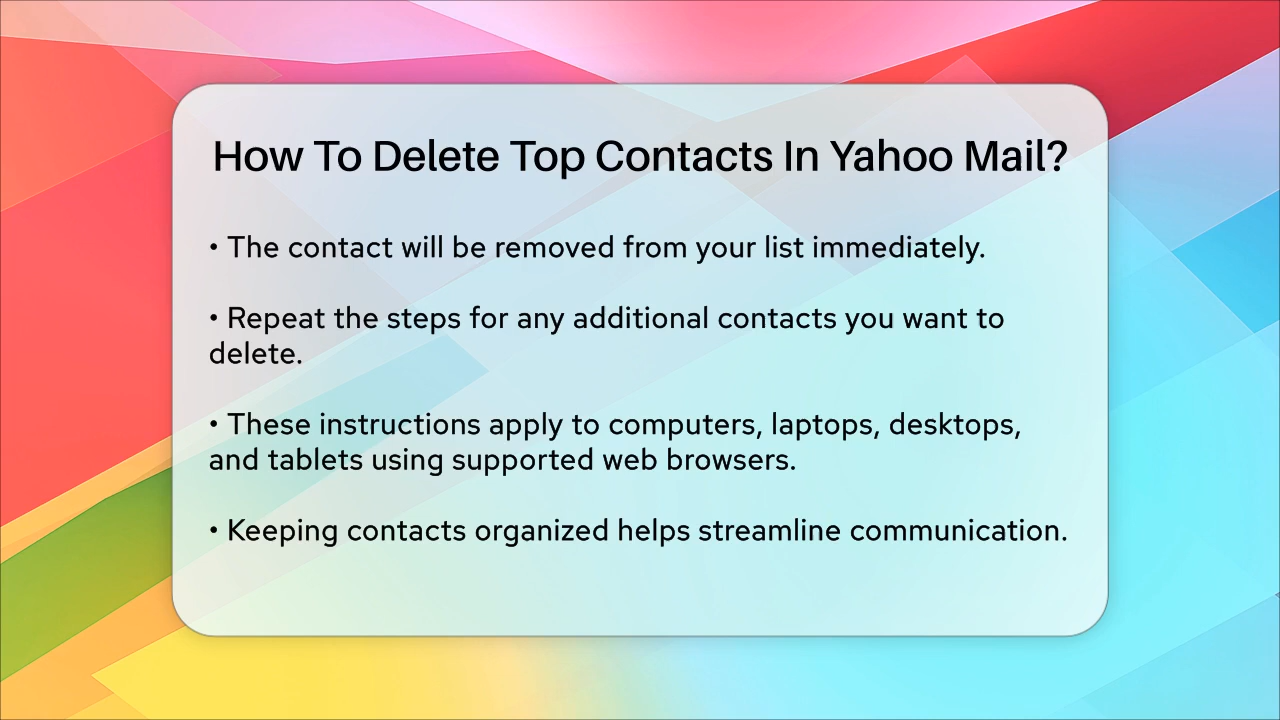 How To Delete Top Contacts In Yahoo Mail?
• The contact will be removed from your list immediately.
• Repeat the steps for any additional contacts you want to
delete.
• These instructions apply to computers, laptops, desktops,
and tablets using supported web browsers.
• Keeping contacts organized helps streamline communication.